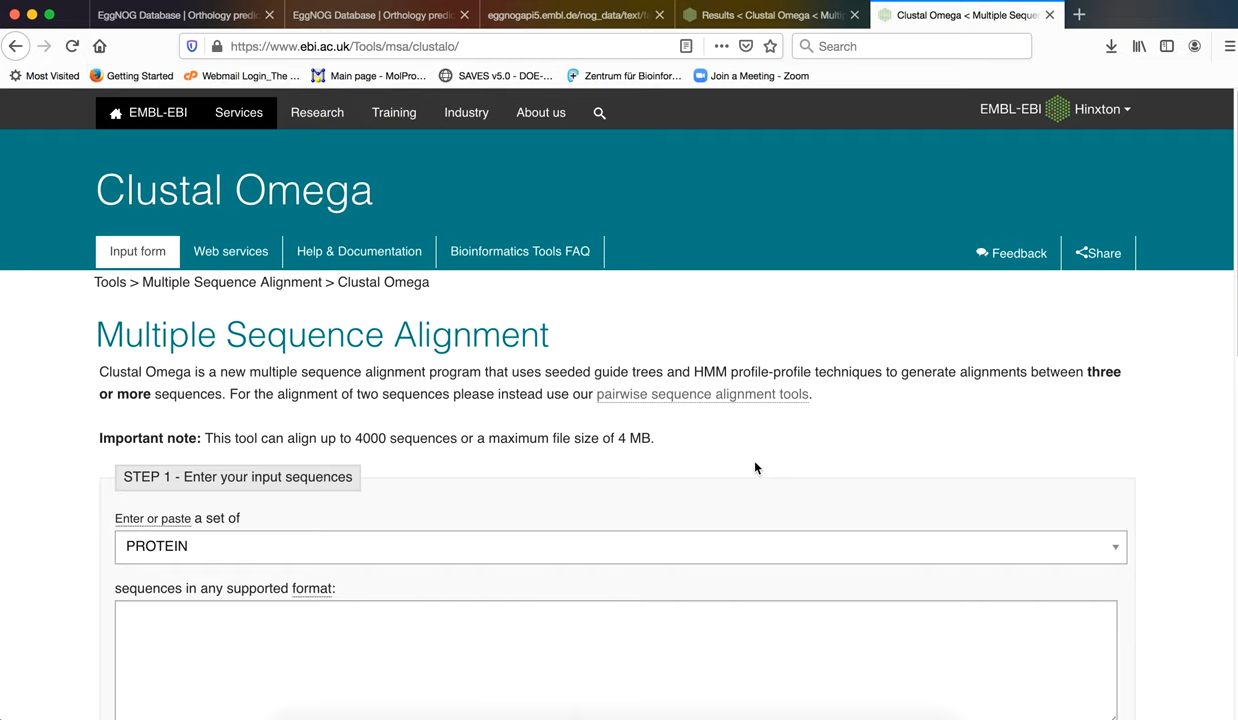 EggNOG Database | Orthology predi
EggNOG Database | Orthology predi
eggnogapi5.embl.de/nog_data/text/f
Results < Clustal Omega < Multip
Clustal Omega < Multiple Sequen
https://www.ebi.ac.uk/Tools/msa/clustalo/
Search
Most Visited
Getting Started
Webmail Login_The ...
Main page - MolPro...
SAVES v5.0 - DOE-...
Zentrum für Bioinfor...
Join a Meeting - Zoom
EMBL-EBI
Services
Research
Training
Industry
About us
EMBL-EBI
Hinxton
Clustal Omega
Input form
Web services
Help & Documentation
Bioinformatics Tools FAQ
Feedback
Share
Tools > Multiple Sequence Alignment > Clustal Omega
Multiple Sequence Alignment
Clustal Omega is a new multiple sequence alignment program that uses seeded guide trees and HMM profile-profile techniques to generate alignments between three
or more sequences. For the alignment of two sequences please instead use our pairwise sequence alignment tools.
Important note: This tool can align up to 4000 sequences or a maximum file size of 4 MB.
STEP 1 - Enter your input sequences
Enter or paste a set of
PROTEIN
sequences in any supported format: